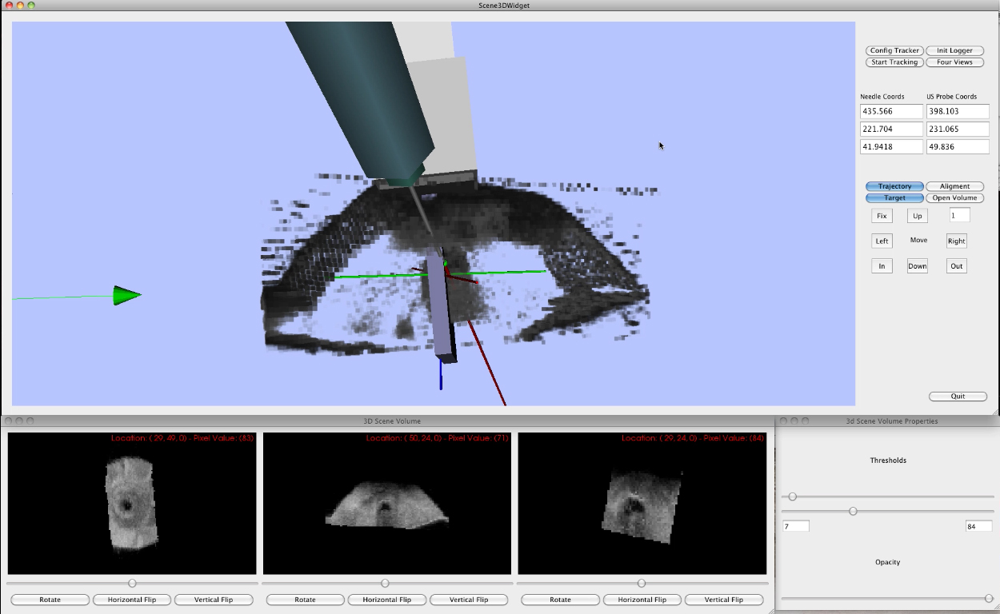 Scene3DWidget
Config Tracker Init Logger
Start Tracking Four Views
Needle Coords US Probe Coords
435.566 398.103
221.704 231.065
41.9418 49.836
Trajectory Aligment
Target Open Volume
Fix Up 1
Left Move Right
In Down Out
Quit
3D Scene Volume
Location: ( 29, 49, 0) - Pixel Value: (83)
Location: ( 50, 24, 0) - Pixel Value: (71)
Location: ( 29, 24, 0) - Pixel Value: (84)
Rotate Horizontal Flip Vertical Flip
Rotate Horizontal Flip Vertical Flip
Rotate Horizontal Flip Vertical Flip
3d Scene Volume Properties
Thresholds
7 84
Opacity